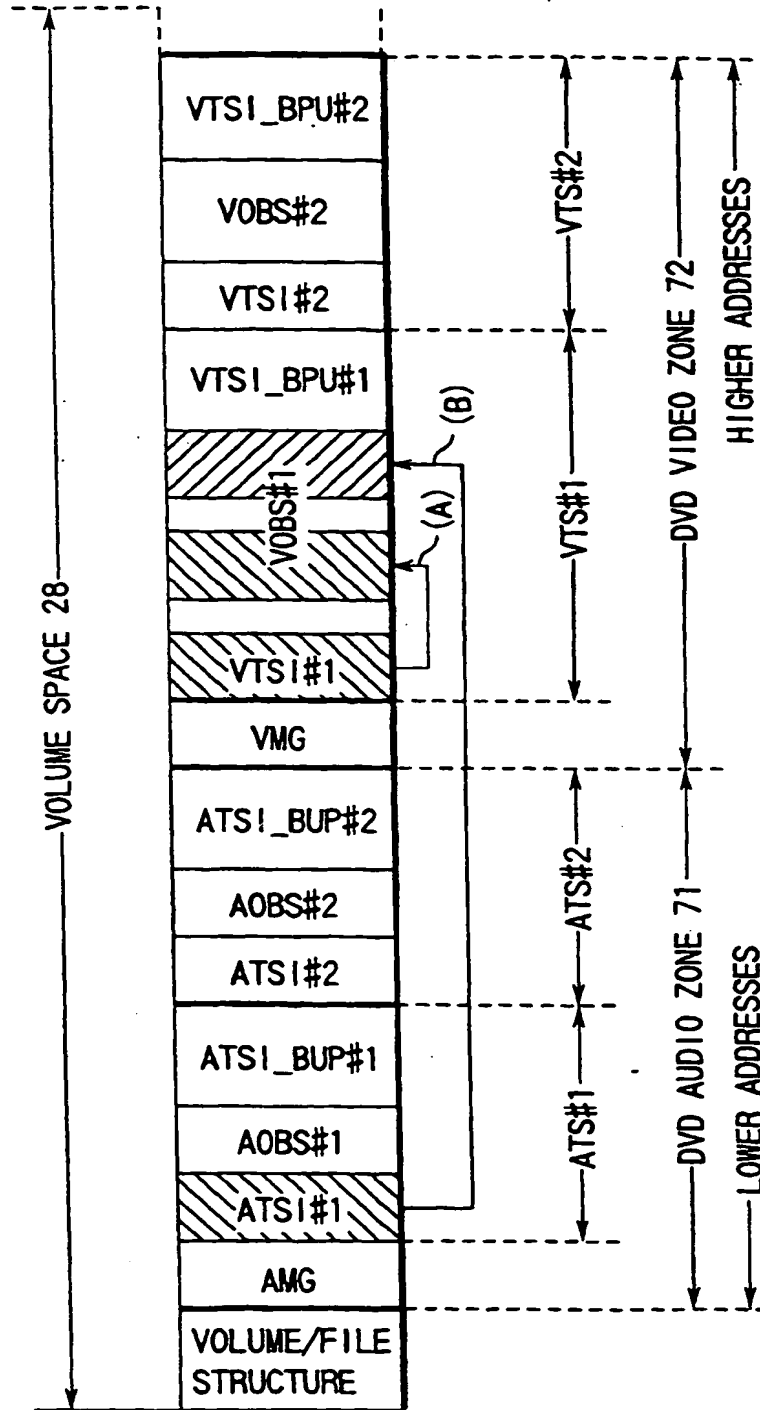 VOLUME SPACE 28
VTSI_BPU#2
VOBS#2
VTSI#2
VTSI_BPU#1
VOBS#1
VTSI#1
VMG
ATSI_BUP#2
AOBS#2
ATSI#2
ATSI_BUP#1
AOBS#1
ATSI#1
AMG
VOLUME/FILE
STRUCTURE
(A)
(B)
VTS#2
VTS#1
ATS#2
ATS#1
DVD VIDEO ZONE 72
DVD AUDIO ZONE 71
HIGHER ADDRESSES
LOWER ADDRESSES